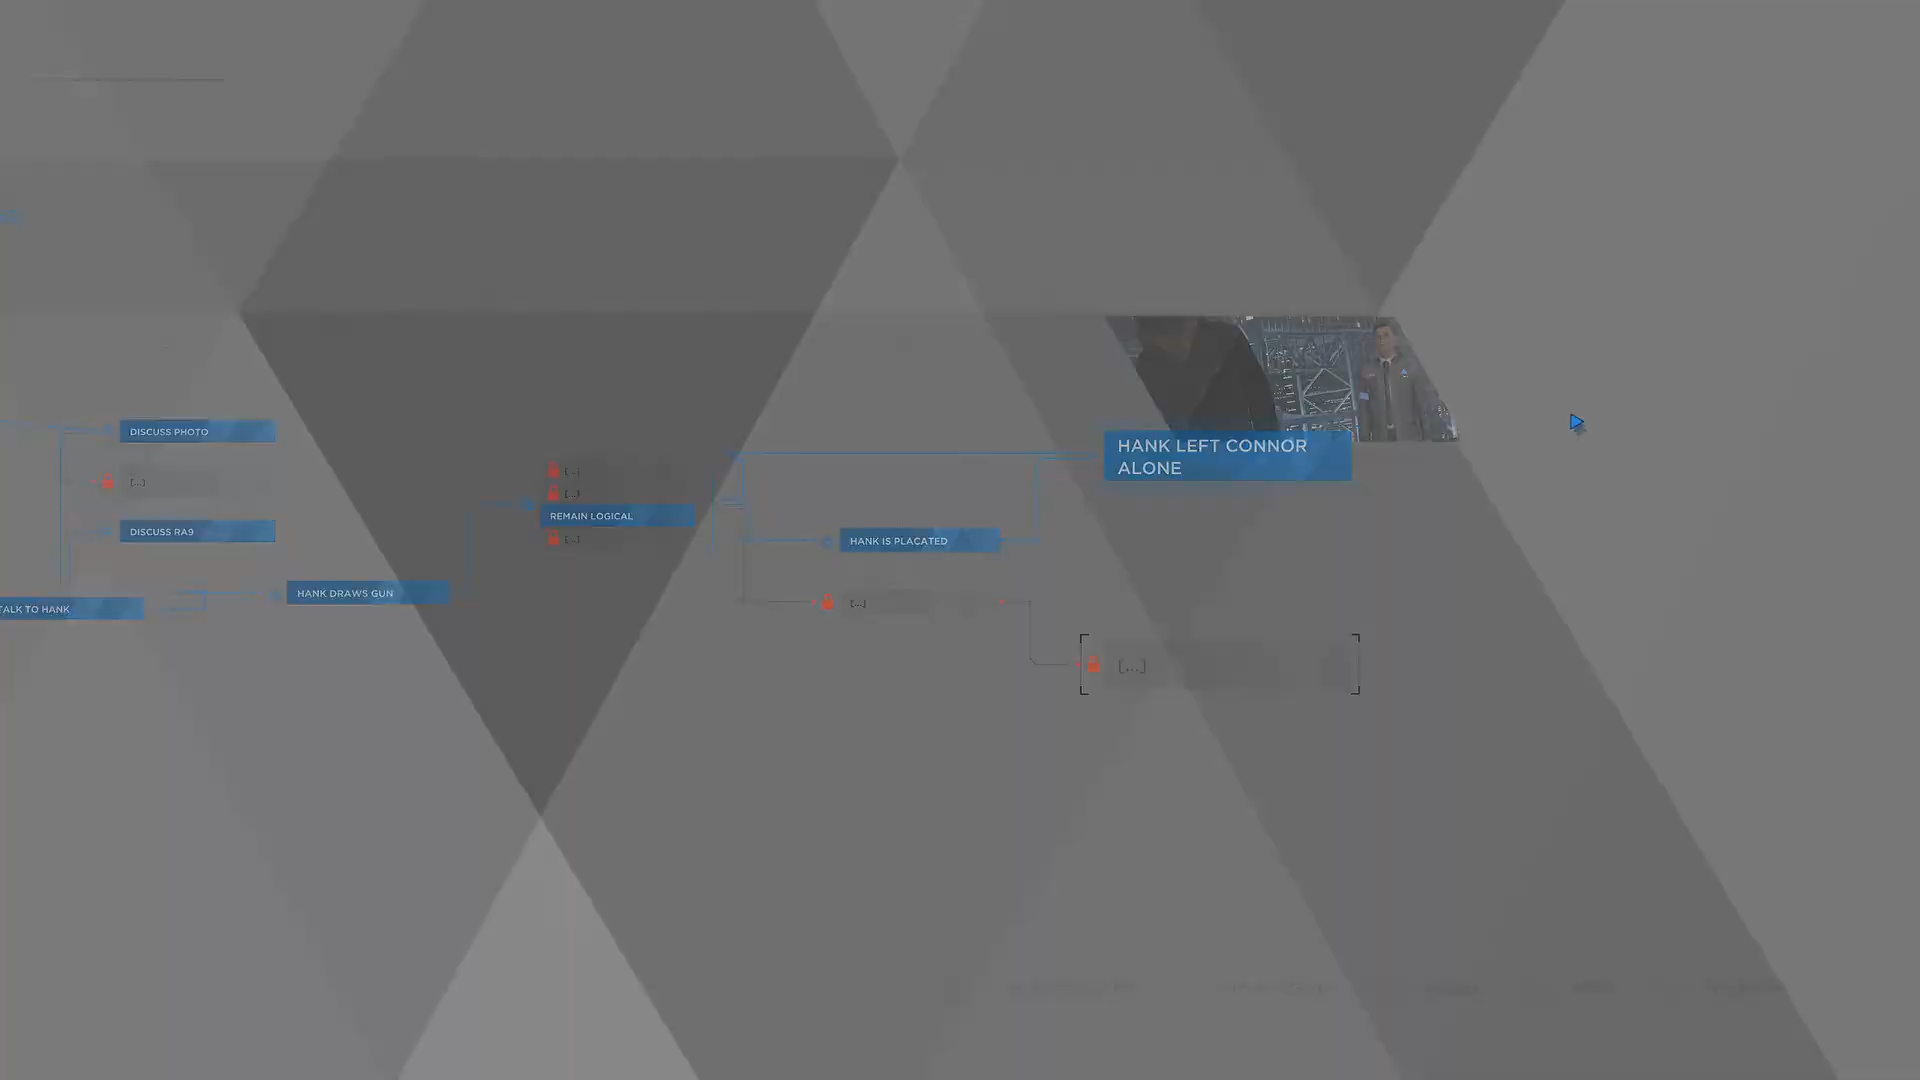 DISCUSS PHOTO
[...]
DISCUSS RA9
TALK TO HANK
HANK DRAWS GUN
[...]
[...]
REMAIN LOGICAL
[...]
HANK IS PLACATED
[...]
HANK LEFT CONNOR
ALONE
[...]